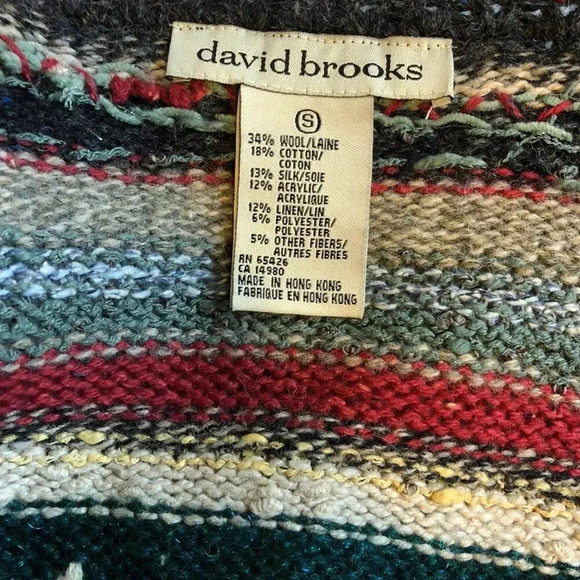 david brooks
S
34% WOOL/LAINE
18% COTTON/
COTON
13% SILK/SOIE
12% ACRYLIC/
ACRYLIQUE
12% LINEN/LIN
6% POLYESTER/
POLYESTER
5% OTHER FIBERS/
AUTRES FIBRES
RN 65426
CA 14980
MADE IN HONG KONG
FABRIQUE EN HONG KONG